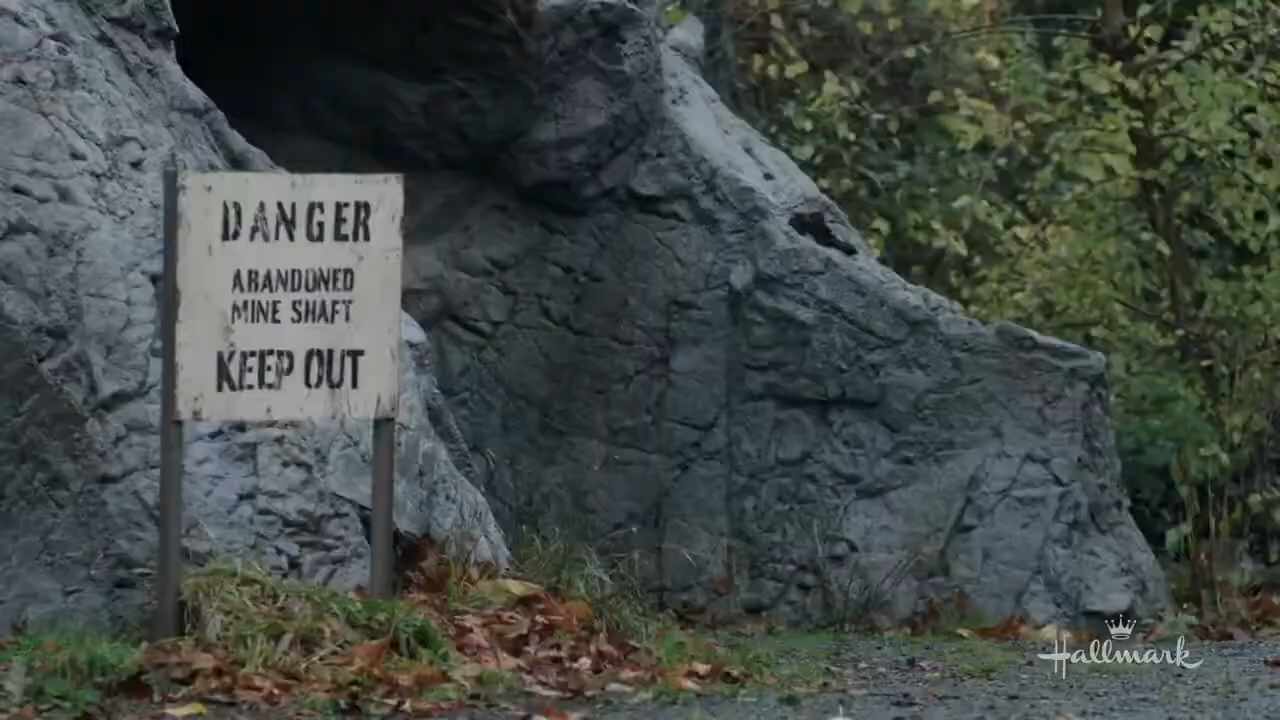 DANGER
ABANDONED
MINE SHAFT
KEEP OUT
Hallmark